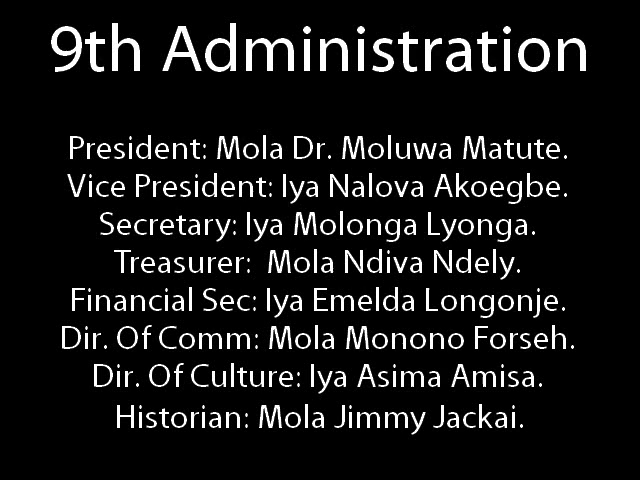 9th Administration
President: Mola Dr. Moluwa Matute.
Vice President: Iya Nalova Akoegbe.
Secretary: Iya Molonga Lyonga.
Treasurer:  Mola Ndiva Ndely.
Financial Sec: Iya Emelda Longonje.
Dir. Of Comm: Mola Monono Forseh.
Dir. Of Culture: Iya Asima Amisa.
Historian: Mola Jimmy Jackai.